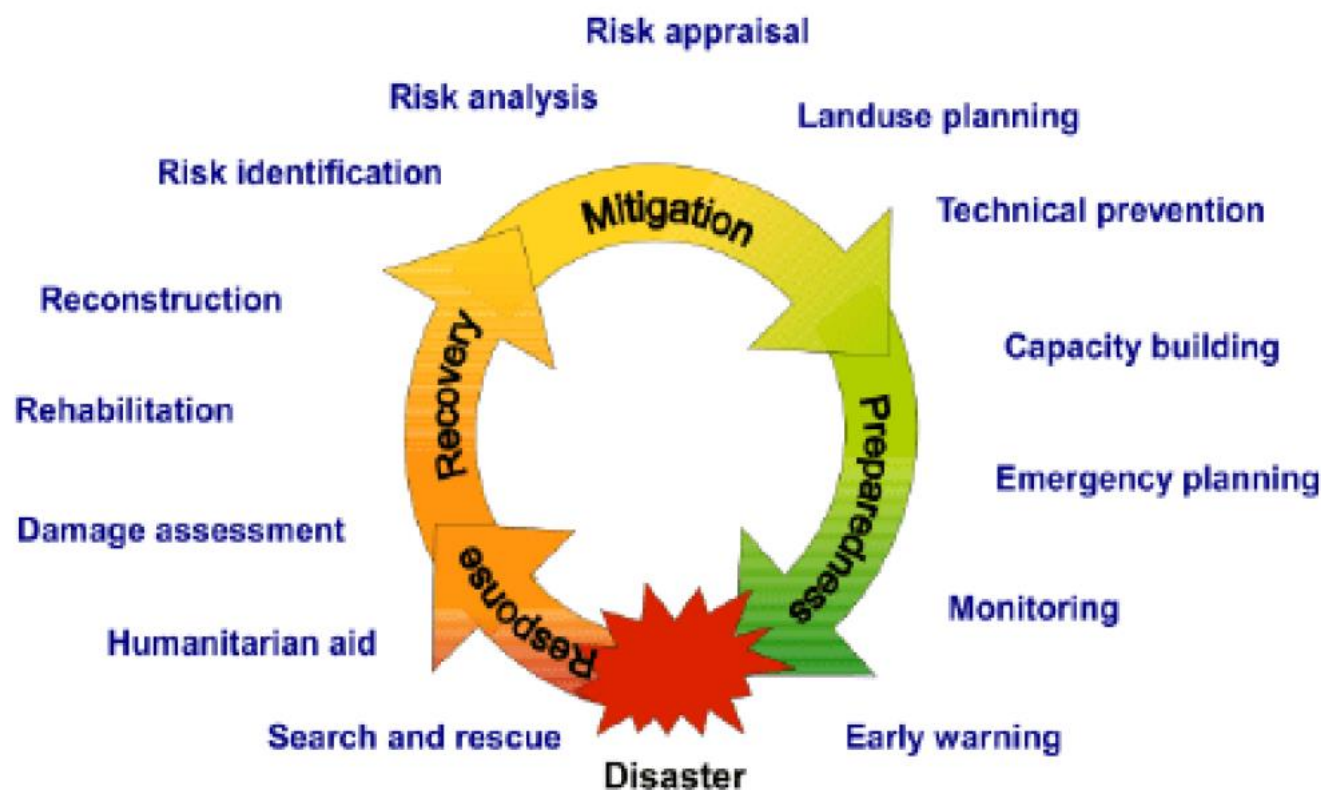 Risk appraisal
Risk analysis
Landuse planning
Risk identification
Mitigation
Technical prevention
Reconstruction
Recovery
Capacity building
Rehabilitation
Preparedness
Emergency planning
Damage assessment
Response
Monitoring
Humanitarian aid
Search and rescue
Early warning
Disaster